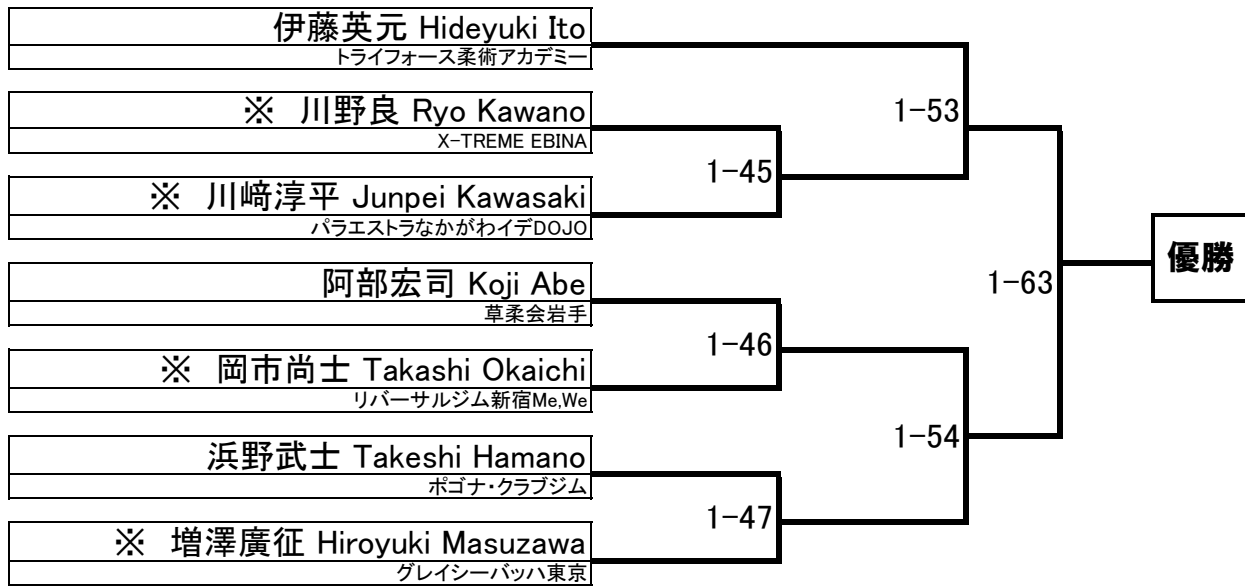 伊藤英元 Hideyuki Ito
トライフォース柔術アカデミー
※ 川野良 Ryo Kawano
X-TREME EBINA
※ 川﨑淳平 Junpei Kawasaki
パラエストラなかがわイデDOJO
阿部宏司 Koji Abe
草柔会岩手
※ 岡市尚士 Takashi Okaichi
リバーサルジム新宿Me,We
浜野武士 Takeshi Hamano
ポゴナ・クラブジム
※ 増澤廣征 Hiroyuki Masuzawa
グレイシーバッハ東京
1-45
1-46
1-47
1-53
1-54
1-63
優勝